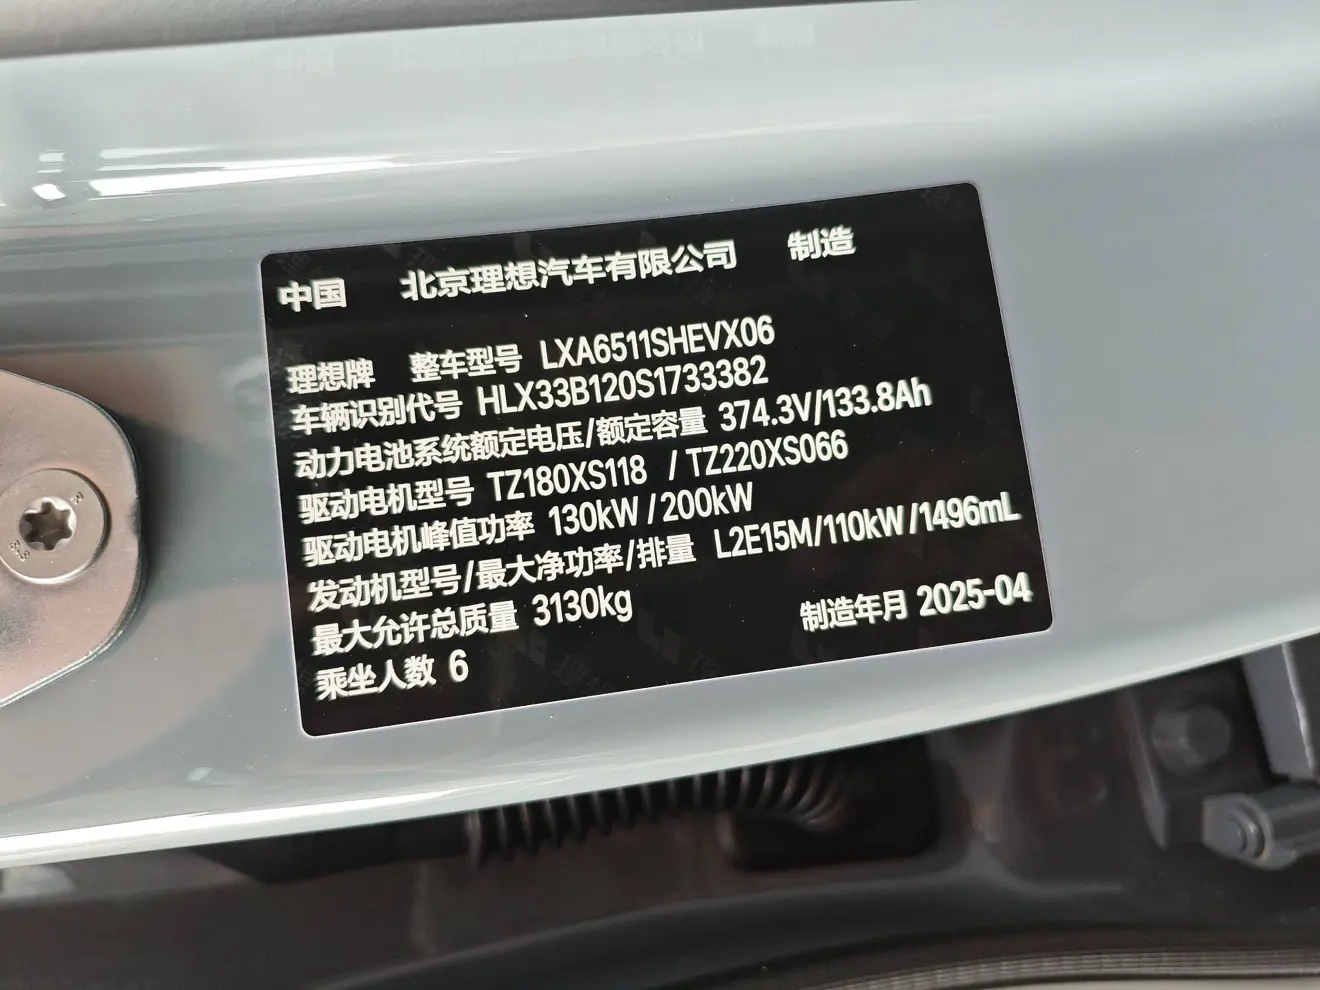 中国 北京理想汽车有限公司 制造
理想牌 整车型号 LXA6511SHEVX06
车辆识别代号 HLX33B120S1733382
动力电池系统额定电压/额定容量 374.3V/133.8Ah
驱动电机型号 TZ180XS118 / TZ220XS066
驱动电机峰值功率 130kW / 200kW
发动机型号/最大净功率/排量 L2E15M/110kW/1496mL
最大允许总质量 3130kg
乘坐人数 6 制造年月 2025-04
8.8